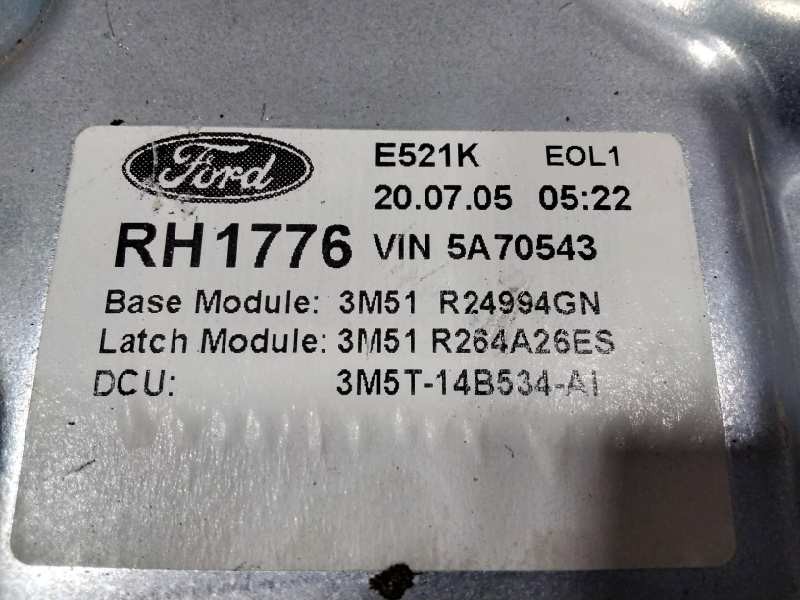 Ford
E521K EOL1
20.07.05 05:22
RH1776 VIN 5A70543
Base Module: 3M51 R24994GN
Latch Module: 3M51 R264A26ES
DCU: 3M5T-14B534-AI